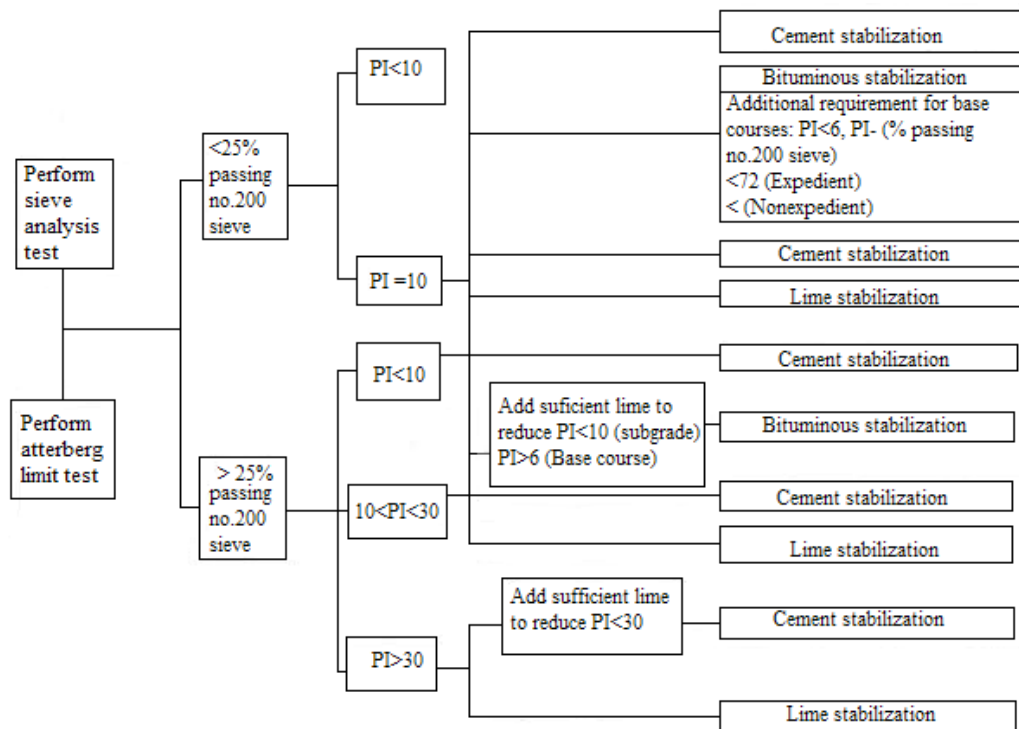 Perform
sieve
analysis
test
Perform
atterberg
limit test
<25%
passing
no.200
sieve
> 25%
passing
no.200
sieve
PI<10
PI =10
PI<10
10<PI<30
PI>30
Add suficient lime to
reduce PI<10 (subgrade)
PI>6 (Base course)
Add sufficient lime
to reduce PI<30
Cement stabilization
Bituminous stabilization
Additional requirement for base
courses: PI<6, PI- (% passing
no.200 sieve)
<72 (Expedient)
< (Nonexpedient)
Cement stabilization
Lime stabilization
Cement stabilization
Bituminous stabilization
Cement stabilization
Lime stabilization
Cement stabilization
Lime stabilization